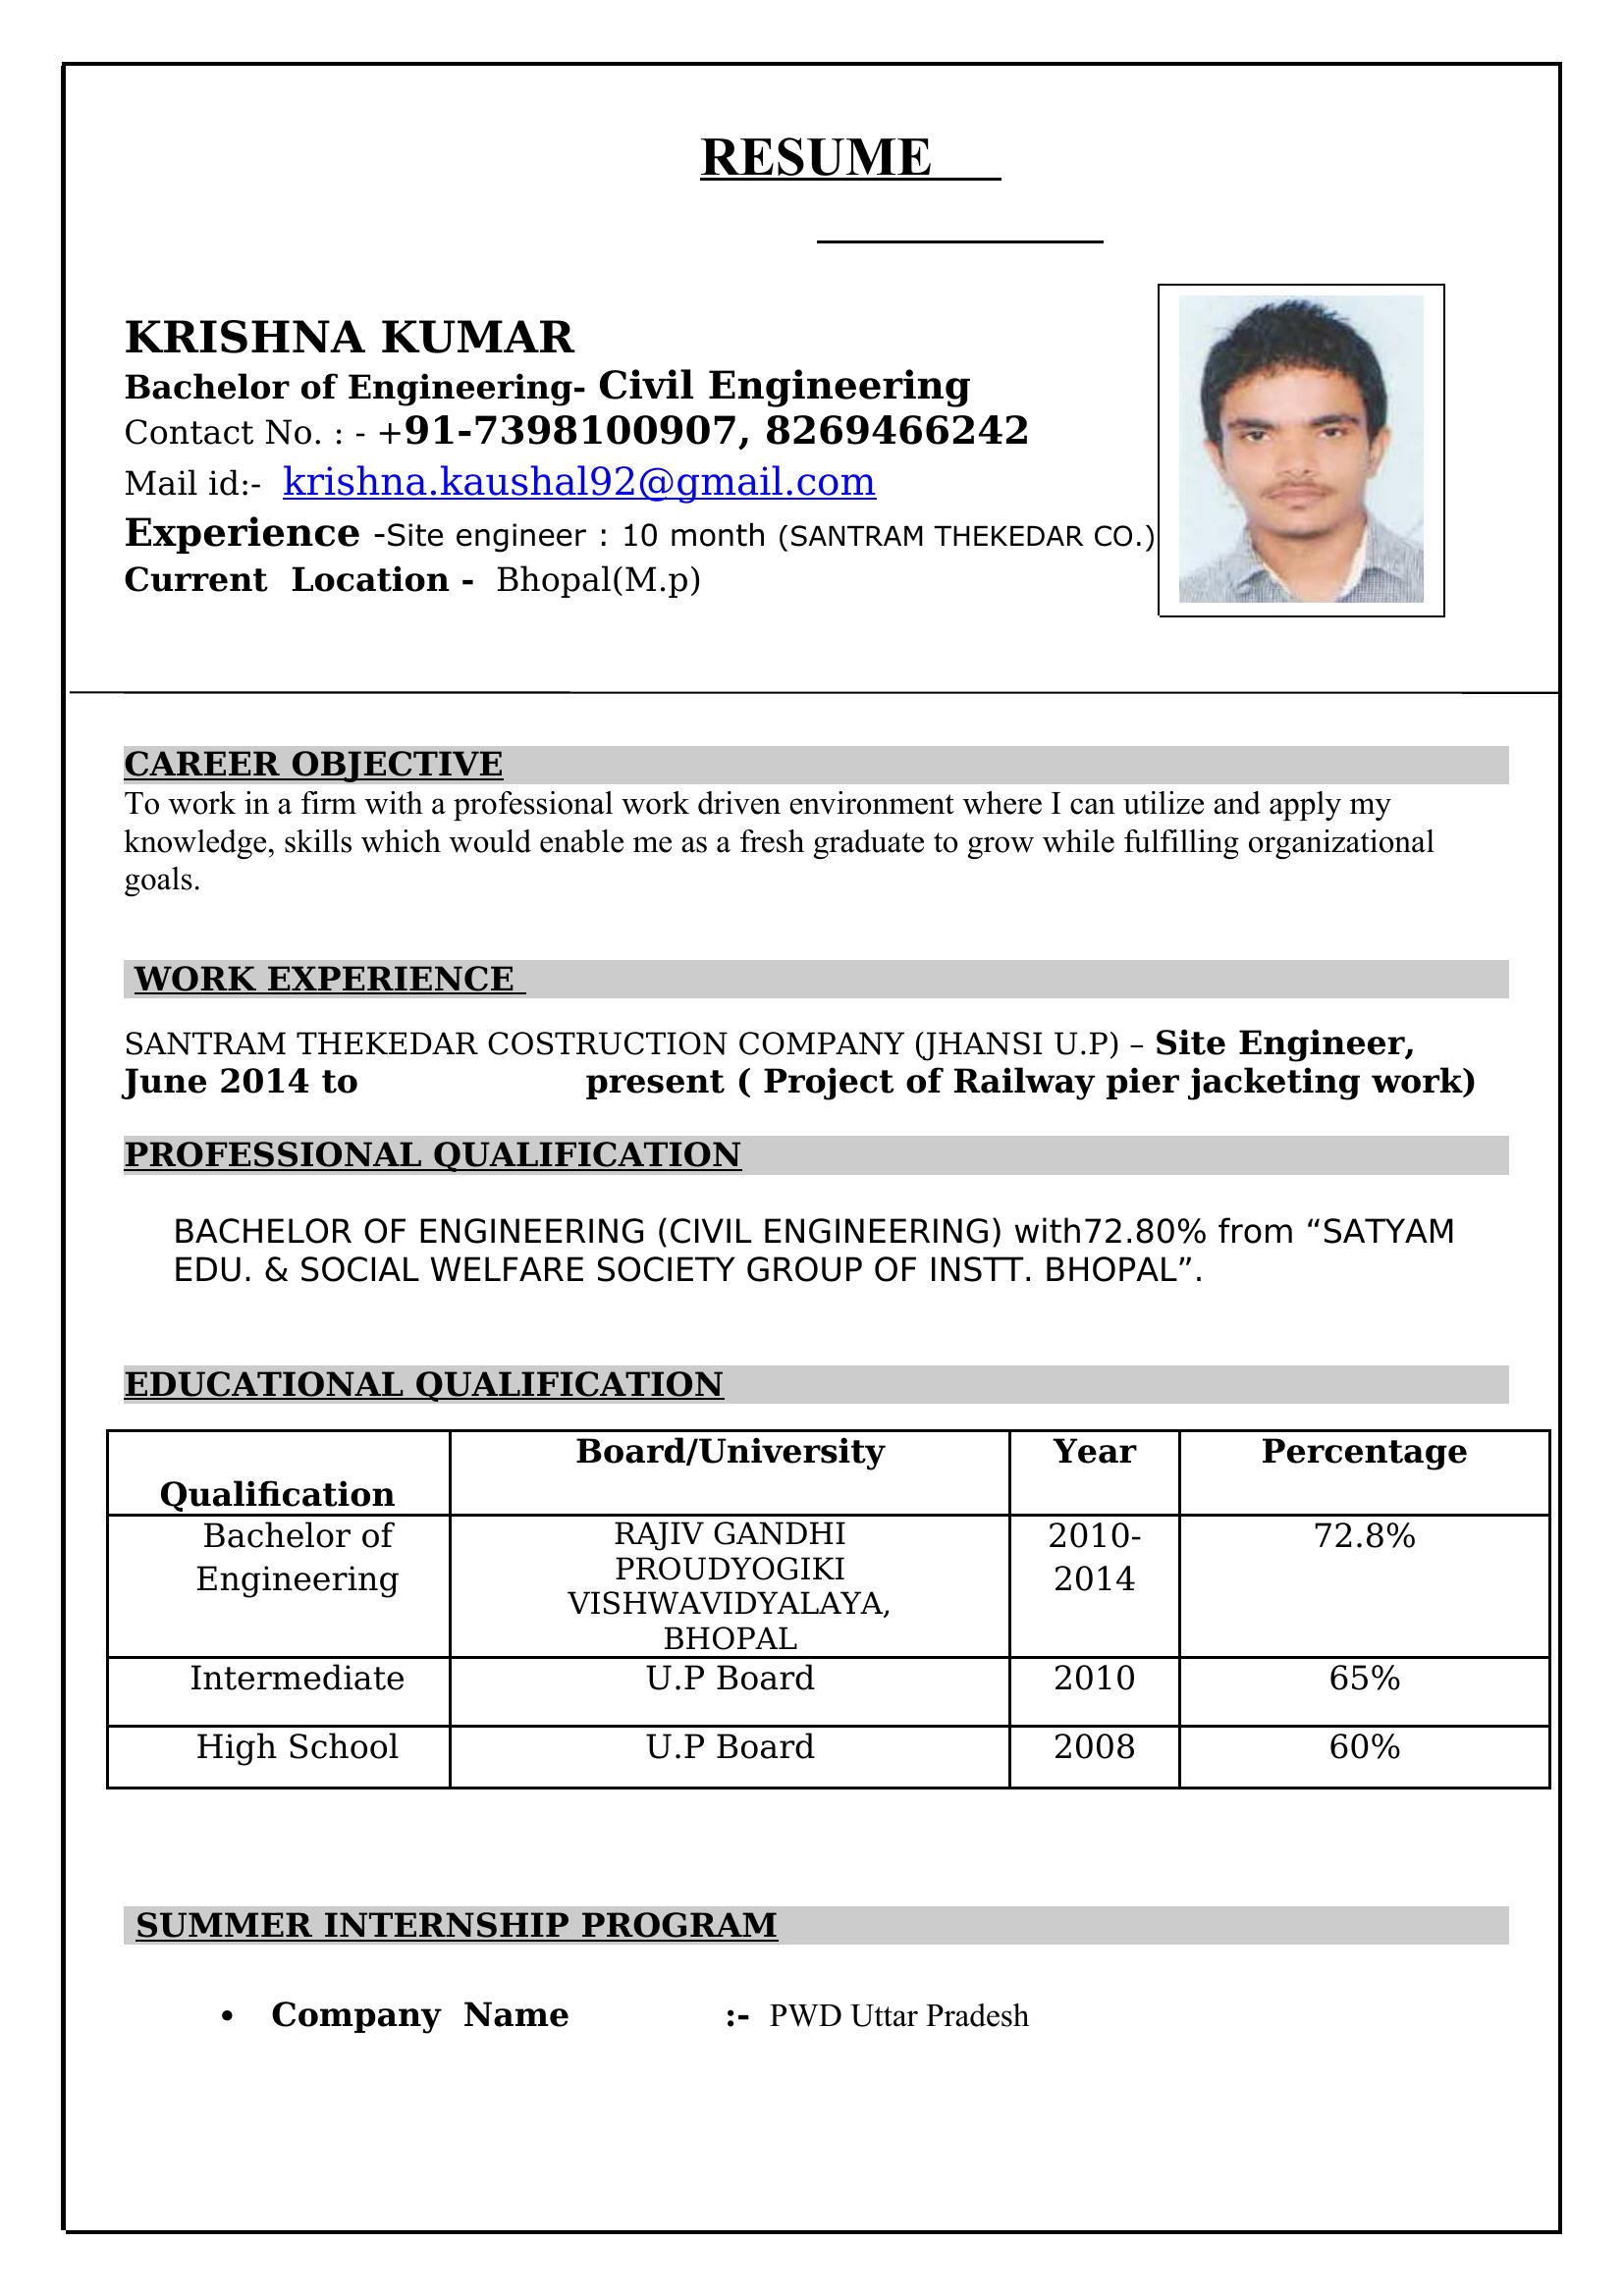 RESUME
KRISHNA KUMAR
Bachelor of Engineering- Civil Engineering
Contact No. : - +91-7398100907, 8269466242
Mail id:- krishna.kaushal92@gmail.com
Experience -Site engineer : 10 month (SANTRAM THEKEDAR CO.)
Current Location - Bhopal(M.p)
CAREER OBJECTIVE
To work in a firm with a professional work driven environment where I can utilize and apply my
knowledge, skills which would enable me as a fresh graduate to grow while fulfilling organizational
goals.
WORK EXPERIENCE
SANTRAM THEKEDAR COSTRUCTION COMPANY (JHANSI U.P) – Site Engineer,
June 2014 to present ( Project of Railway pier jacketing work)
PROFESSIONAL QUALIFICATION
BACHELOR OF ENGINEERING (CIVIL ENGINEERING) with72.80% from “SATYAM
EDU. & SOCIAL WELFARE SOCIETY GROUP OF INSTT. BHOPAL”.
EDUCATIONAL QUALIFICATION
Qualification Board/University Year Percentage
Bachelor of RAJIV GANDHI 2010- 72.8%
Engineering PROUDYOGIKI 2014
VISHWAVIDYALAYA,
BHOPAL
Intermediate U.P Board 2010 65%
High School U.P Board 2008 60%
SUMMER INTERNSHIP PROGRAM
• Company Name :- PWD Uttar Pradesh